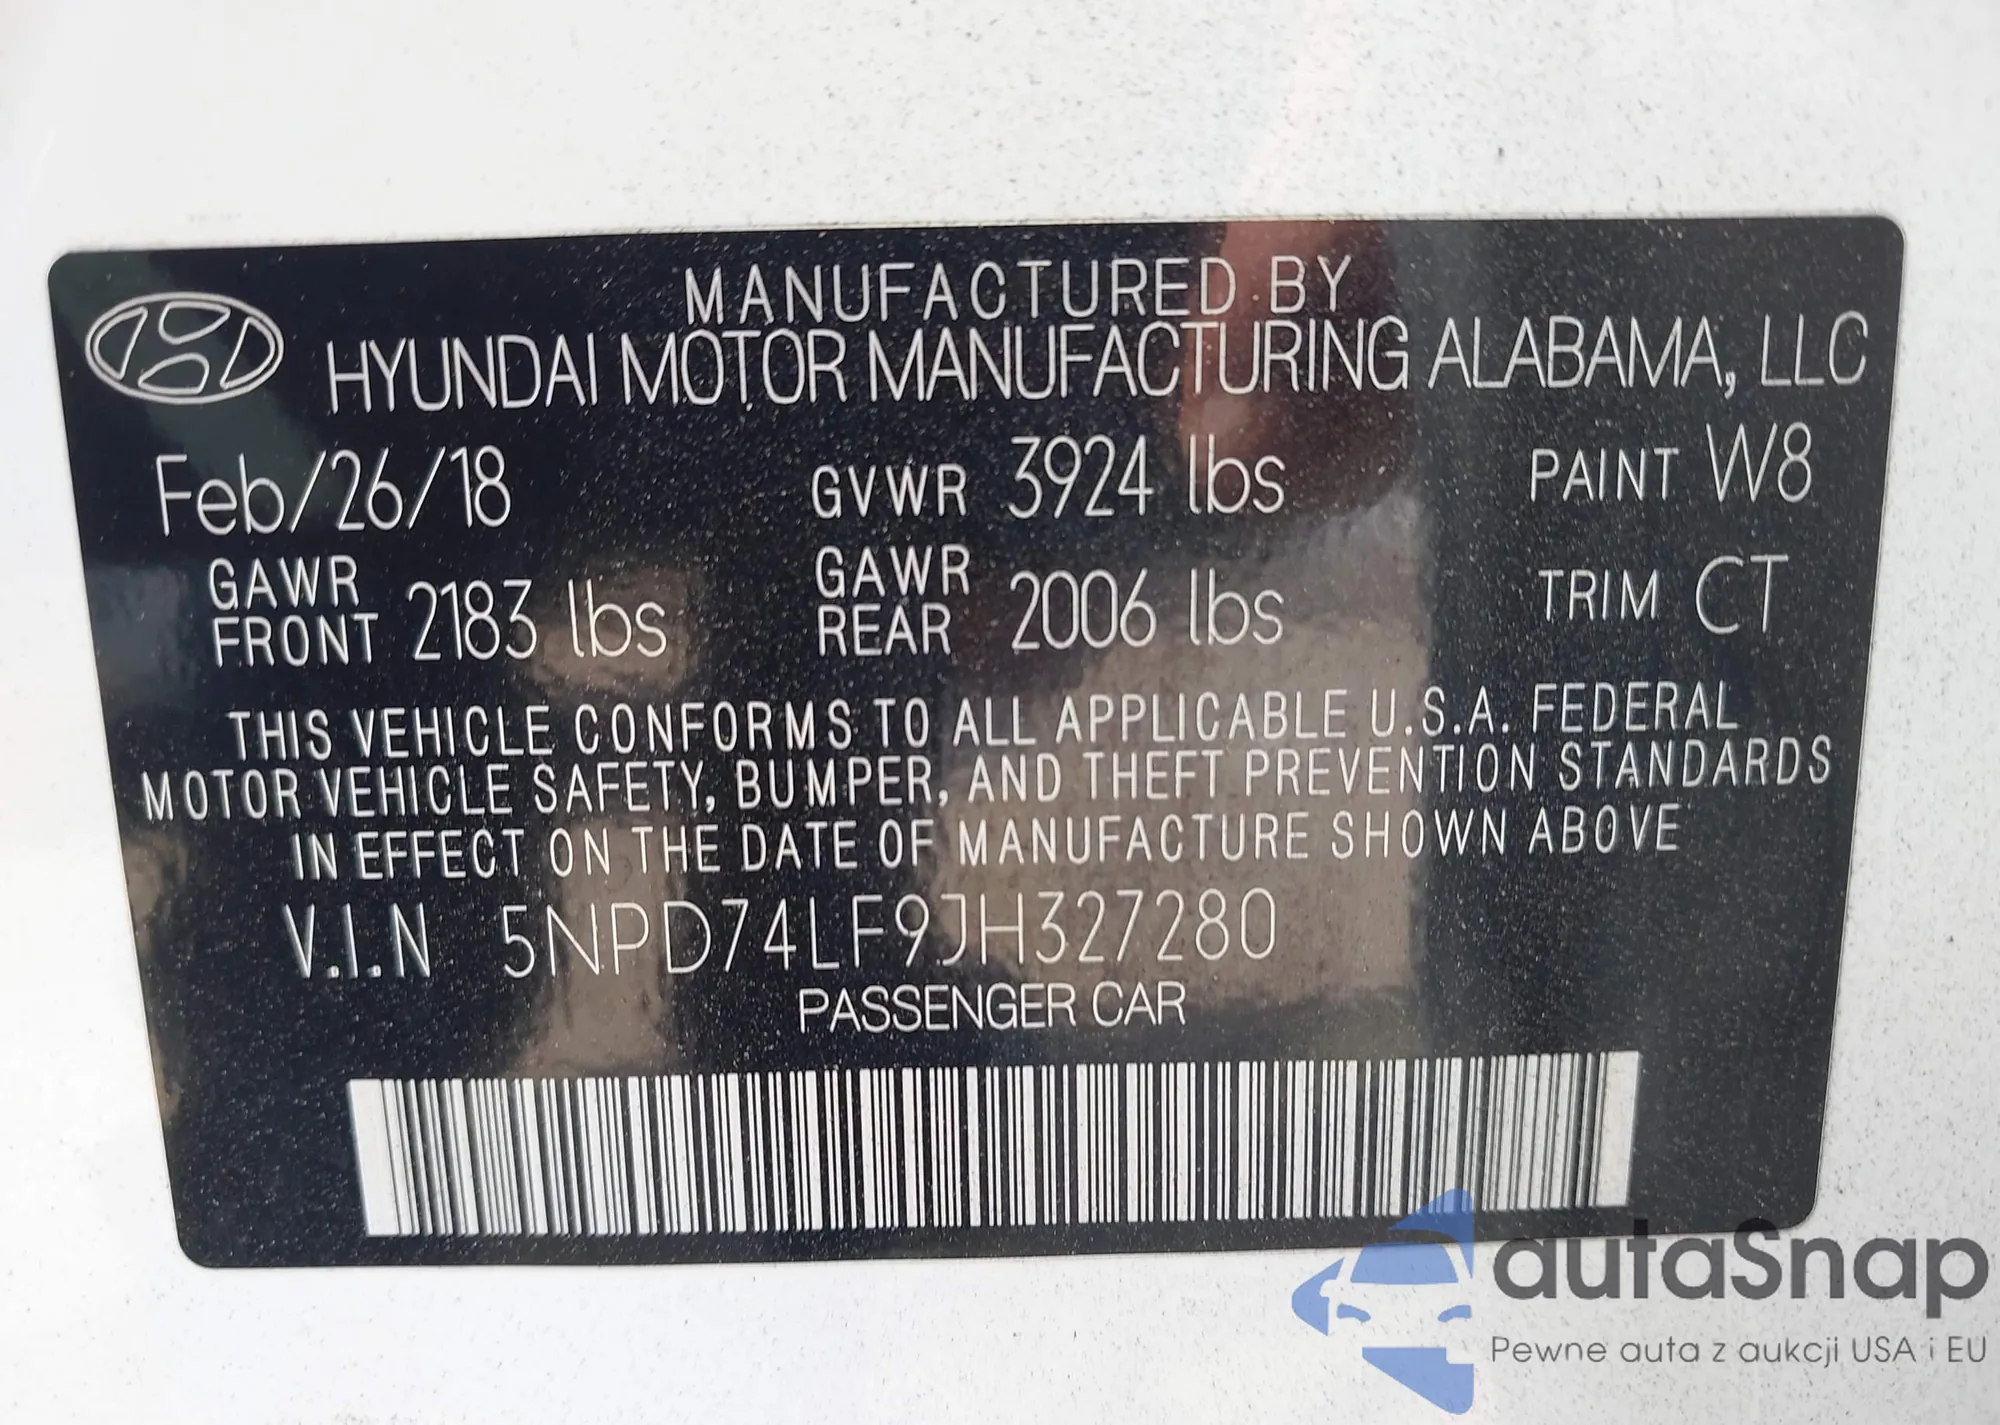 MANUFACTURED BY
HYUNDAI MOTOR MANUFACTURING ALABAMA, LLC
Feb/26/18 GVWR 3924 lbs PAINT W8
GAWR FRONT 2183 lbs GAWR REAR 2006 lbs TRIM CT
THIS VEHICLE CONFORMS TO ALL APPLICABLE U.S.A. FEDERAL
MOTOR VEHICLE SAFETY, BUMPER, AND THEFT PREVENTION STANDARDS
IN EFFECT ON THE DATE OF MANUFACTURE SHOWN ABOVE
V.I.N 5NPD74LF9JH327280
PASSENGER CAR
autaSnap
Pewne auta z aukcji USA i EU